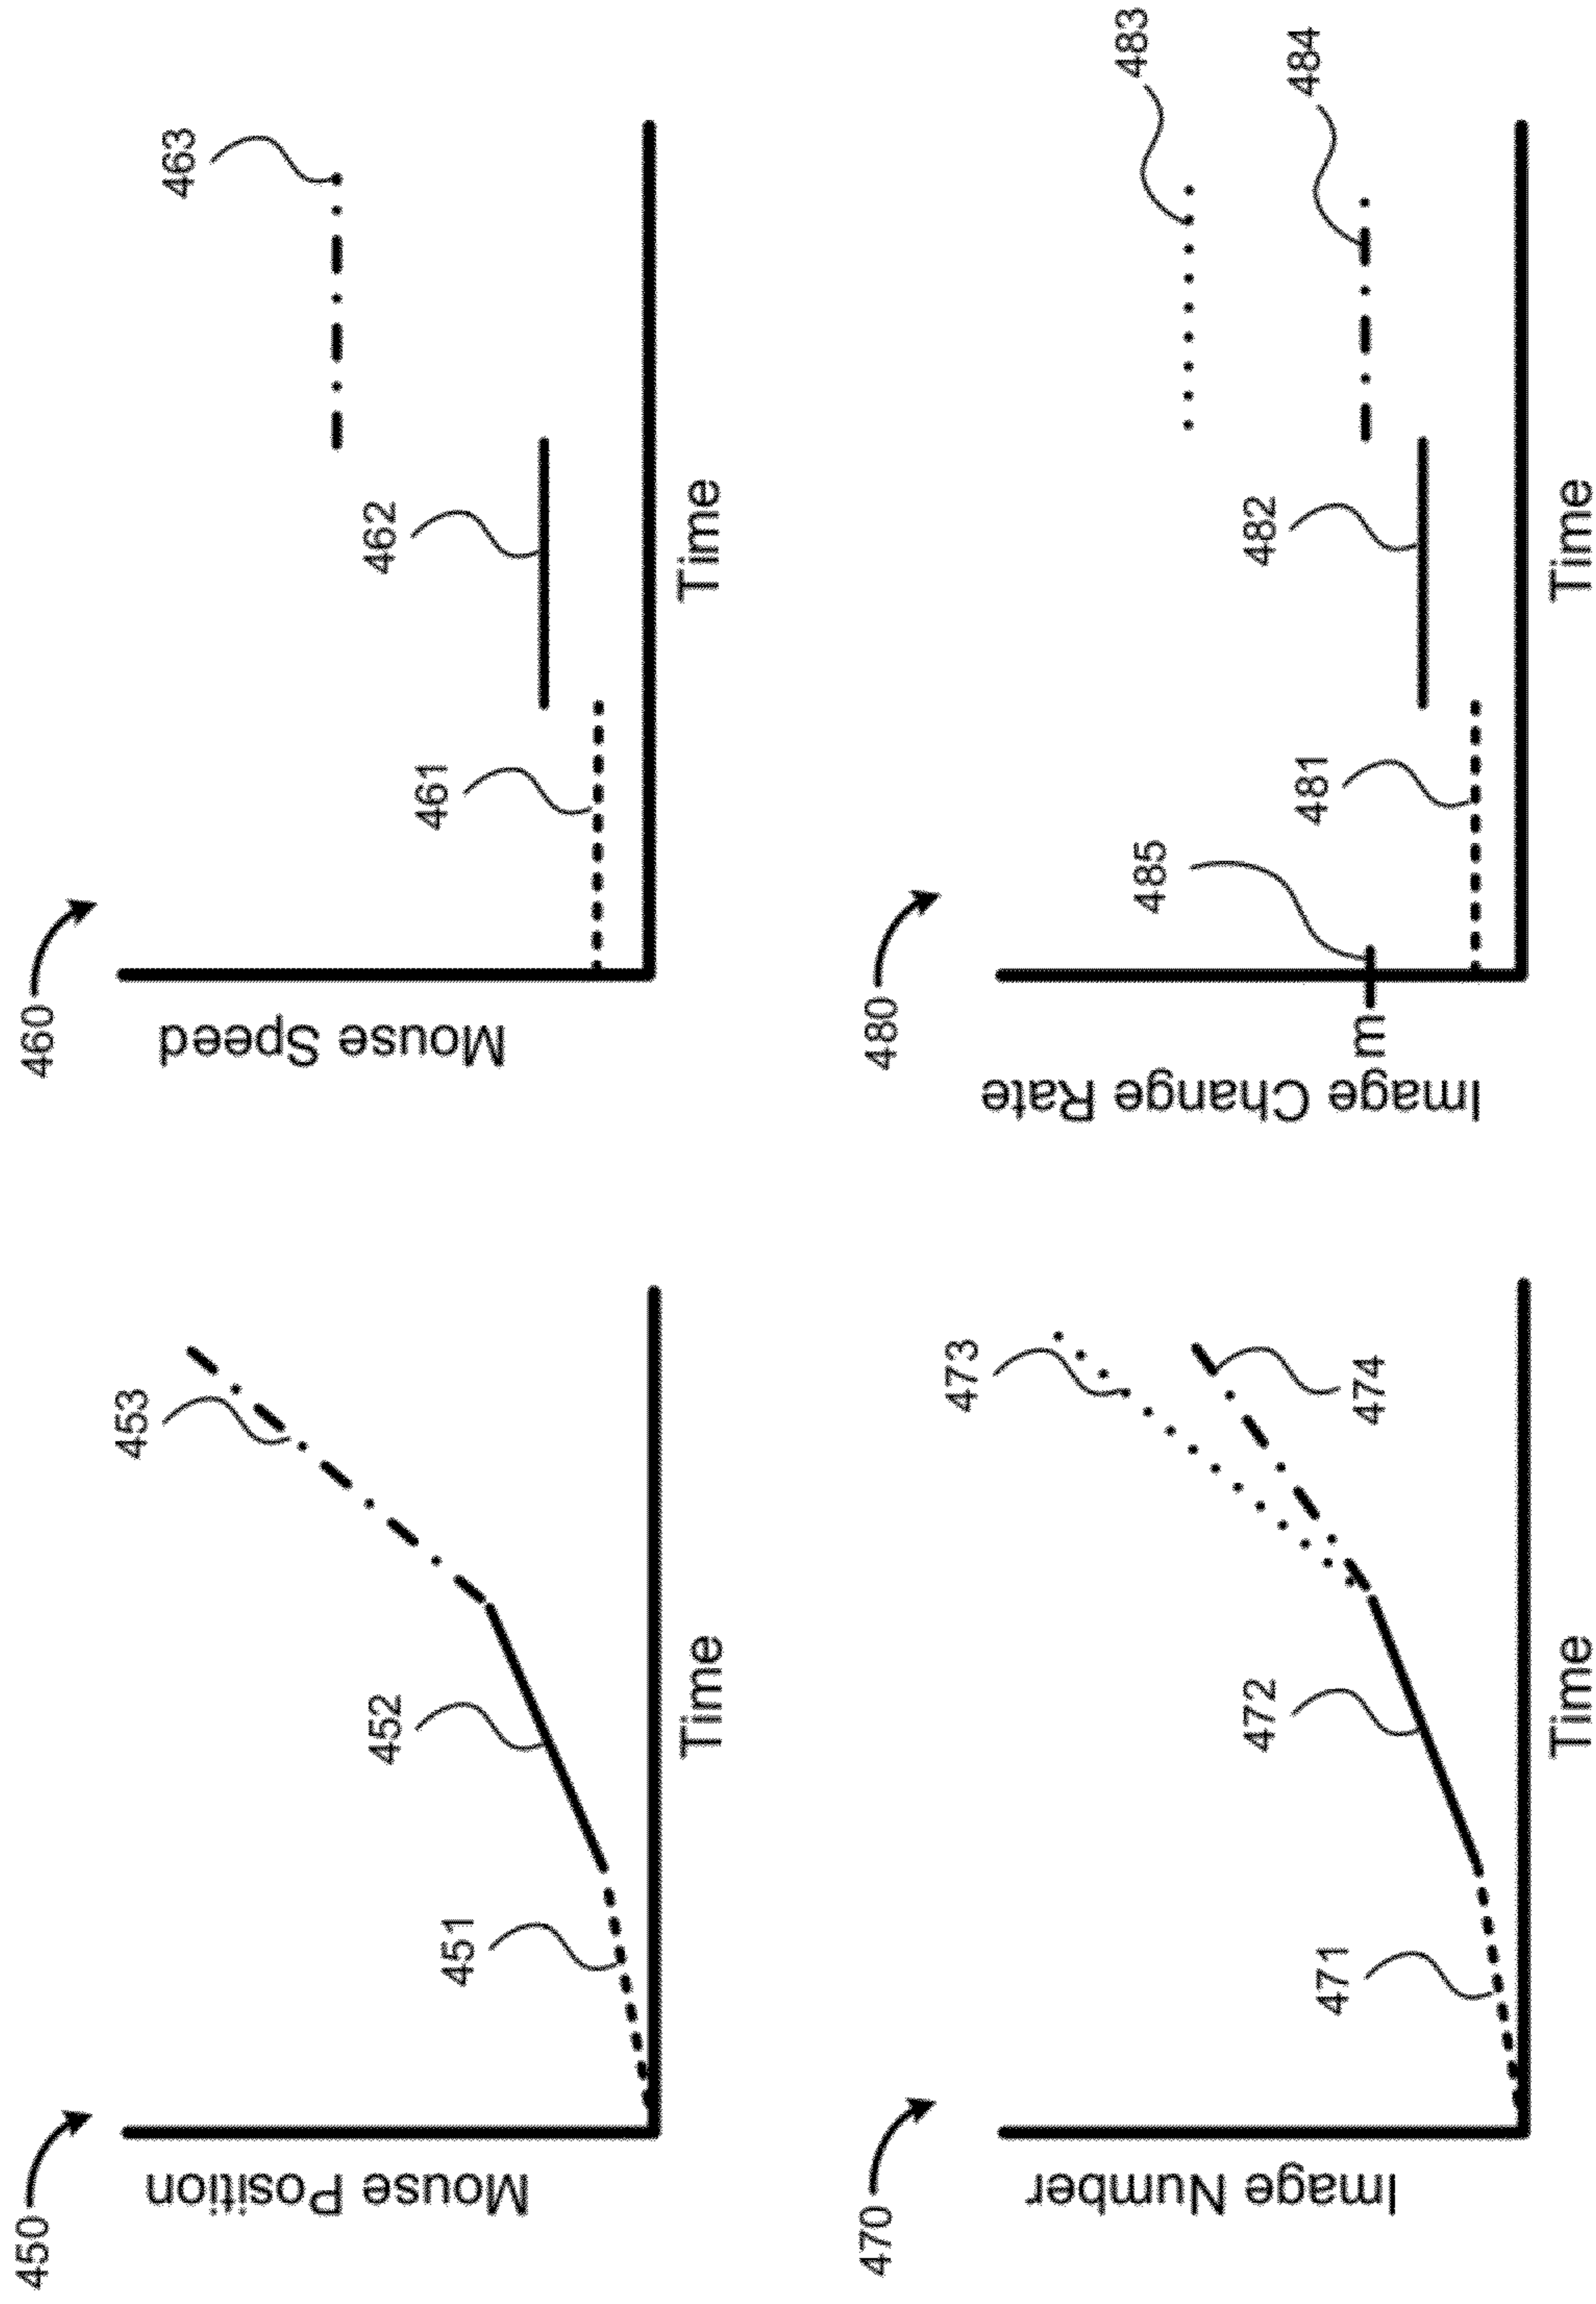 450
Mouse Position
451
452
453
Time
460
Mouse Speed
461
462
463
Time
470
Image Number
471
472
473
474
Time
480
Image Change Rate
m
485
481
482
483
484
Time